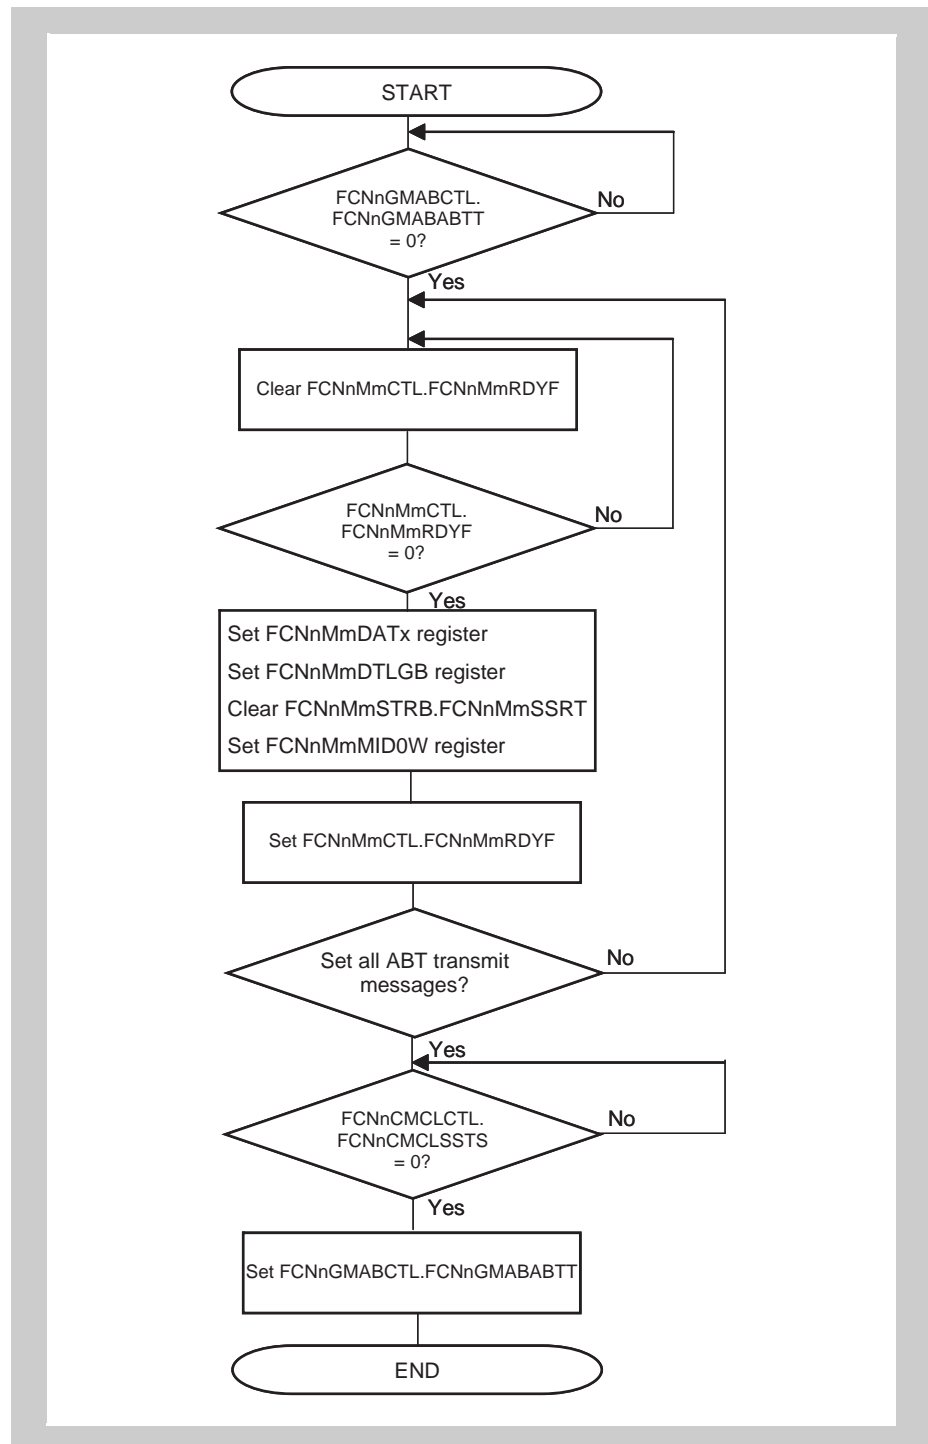 START
FCNnGMABCTL.
FCNnGMABABTT
= 0?
No
Yes
Clear FCNnMmCTL.FCNnMmRDYF
FCNnMmCTL.
FCNnMmRDYF
= 0?
No
Yes
Set FCNnMmDATx register
Set FCNnMmDTLGB register
Clear FCNnMmSTRB.FCNnMmSSRT
Set FCNnMmMID0W register
Set FCNnMmCTL.FCNnMmRDYF
Set all ABT transmit
messages?
No
Yes
FCNnCMCLCTL.
FCNnCMCLSSTS
= 0?
No
Yes
Set FCNnGMABCTL.FCNnGMABABTT
END